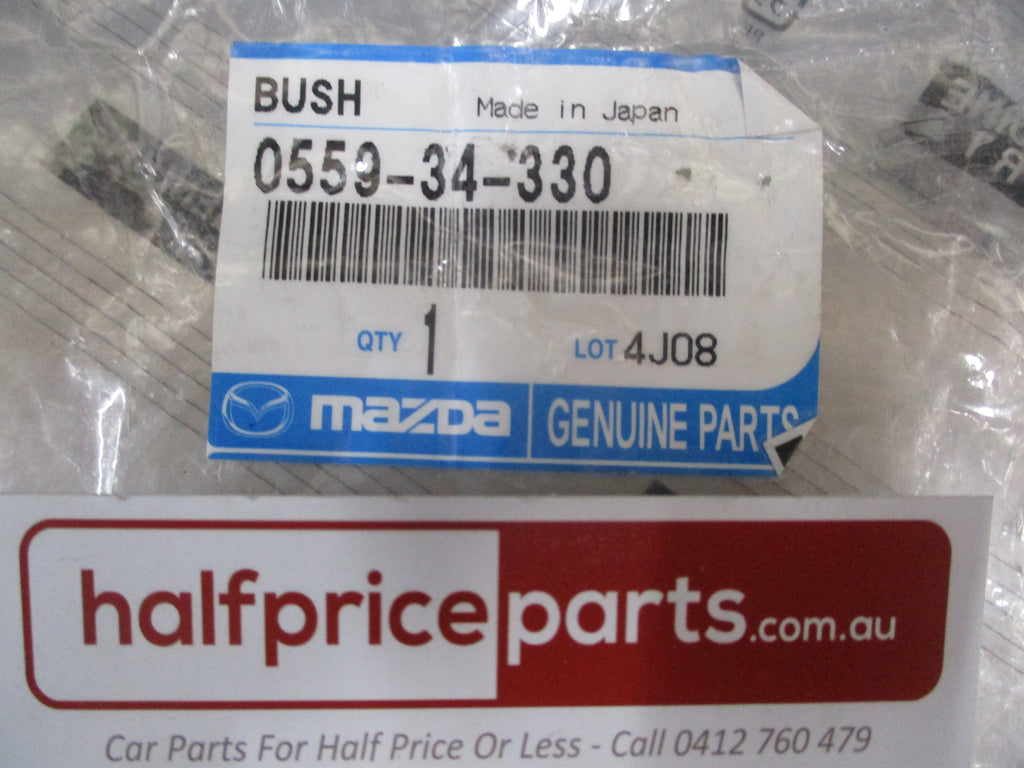 BUSH Made in Japan
0559-34-330
QTY 1 LOT 4J08
mazda GENUINE PARTS
halfpriceparts.com.au
Car Parts For Half Price Or Less - Call 0412 760 479